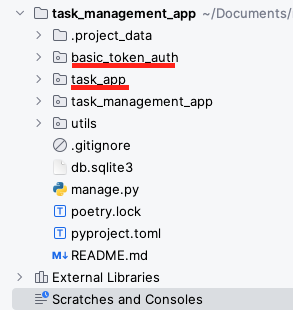 task_management_app ~/Documents/
.project_data
basic_token_auth
task_app
task_management_app
utils
.gitignore
db.sqlite3
manage.py
poetry.lock
pyproject.toml
README.md
External Libraries
Scratches and Consoles